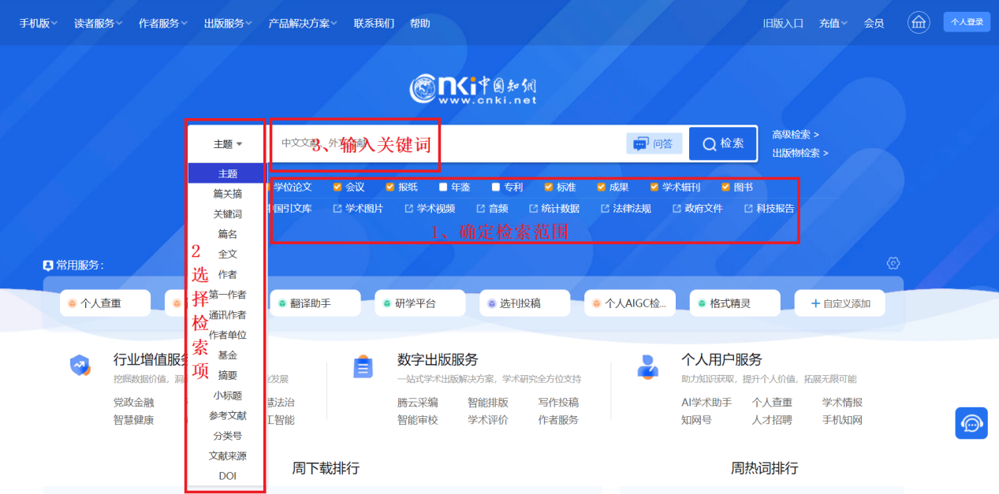 手机版 读者服务 作者服务 出版服务 产品解决方案 联系我们 帮助 旧版入口 充值 会员 个人登录
cnki 中国知网
www.cnki.net
主题 中文文献、外文文献 3、输入关键词 问答 检索 高级检索 >
出版物检索 >
主题 学位论文 会议 报纸 年鉴 专利 标准 成果 学术辑刊 图书
篇关摘
中国引文库 学术图片 学术视频 音频 统计数据 法律法规 政府文件 科技报告
关键词
1、确定检索范围
篇名
2选择检索项
全文
常用服务：
作者
第一作者
个人查重 翻译助手 研学平台 选刊投稿 个人AIGC检... 格式精灵 + 自定义添加
通讯作者
作者单位
基金
行业增值服务 数字出版服务 个人用户服务
摘要
挖掘数据价值，洞 业发展 一站式学术出版解决方案，学术研究全方位支持 助力知识获取，提升个人价值，拓展无限可能
小标题
党政金融 慧法治 腾云采编 智能排版 写作投稿 AI学术助手 个人查重 学术情报
参考文献
智慧健康 工智能 智能审校 学术评价 作者服务 知网号 人才招聘 手机知网
分类号
文献来源
周下载排行 周热词排行
DOI